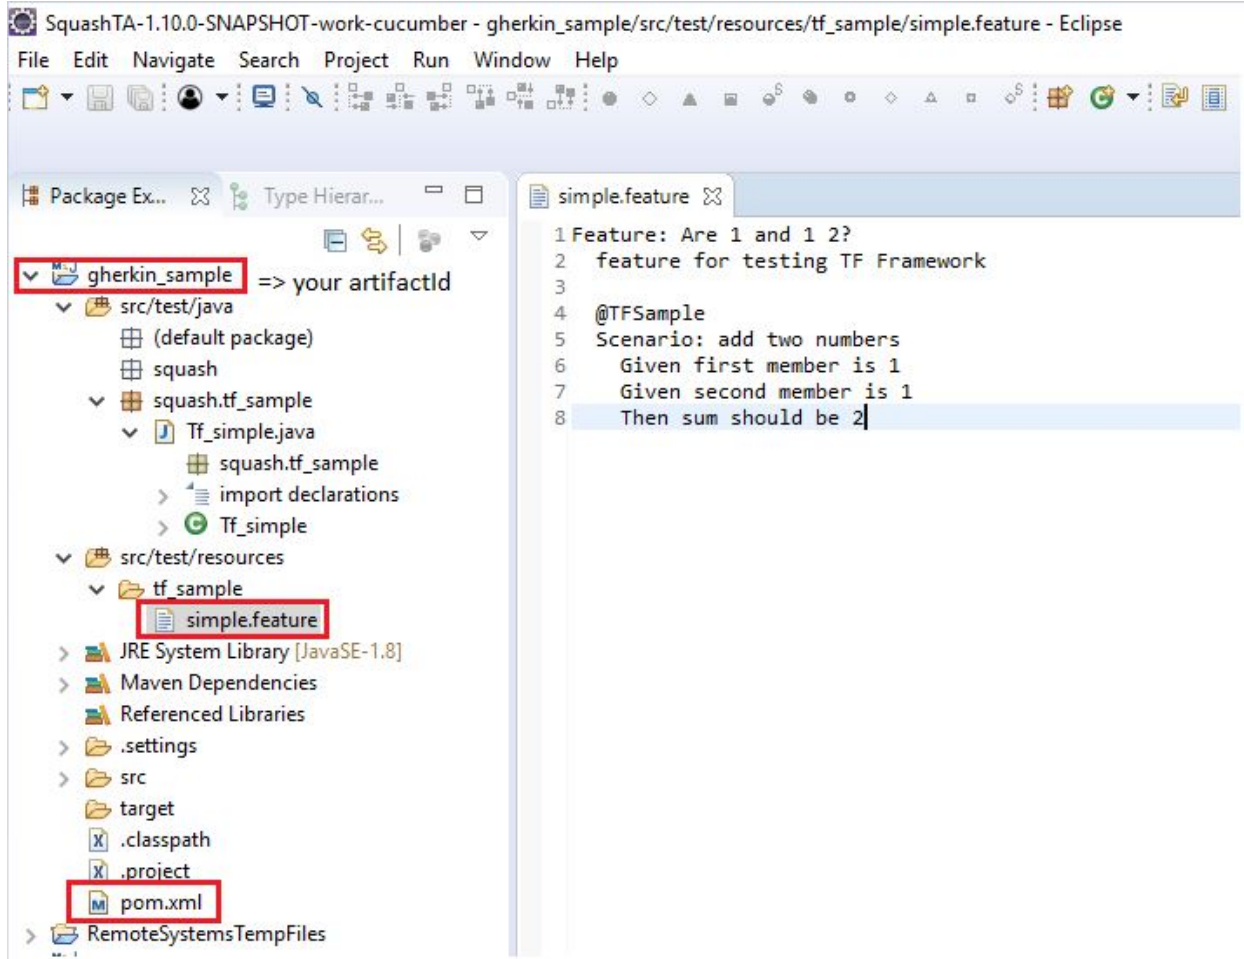 SquashTA-1.10.0-SNAPSHOT-work-cucumber - gherkin_sample/src/test/resources/tf_sample/simple.feature - Eclipse
File Edit Navigate Search Project Run Window Help
Package Ex... Type Hierar...
gherkin_sample => your artifactId
src/test/java
(default package)
squash
squash.tf_sample
Tf_simple.java
squash.tf_sample
import declarations
Tf_simple
src/test/resources
tf_sample
simple.feature
JRE System Library [JavaSE-1.8]
Maven Dependencies
Referenced Libraries
.settings
src
target
.classpath
.project
pom.xml
RemoteSystemsTempFiles
simple.feature
1 Feature: Are 1 and 1 2?
2 feature for testing TF Framework
3
4 @TFSample
5 Scenario: add two numbers
6 Given first member is 1
7 Given second member is 1
8 Then sum should be 2